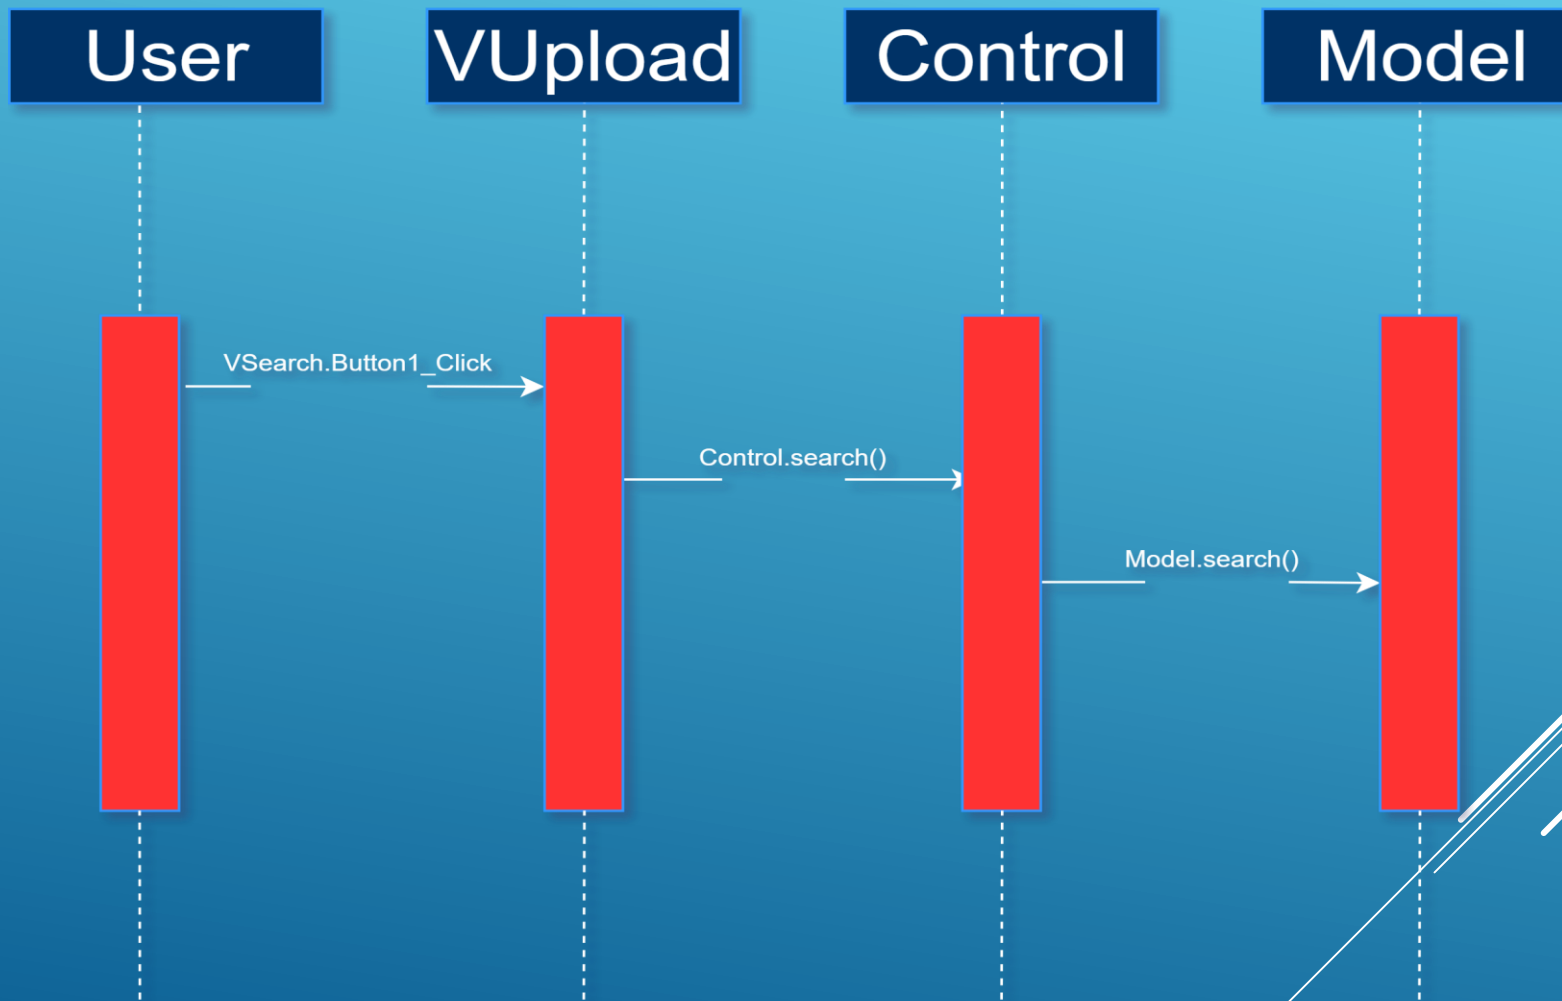 User
VUpload
Control
Model
VSearch.Button1_Click
Control.search()
Model.search()